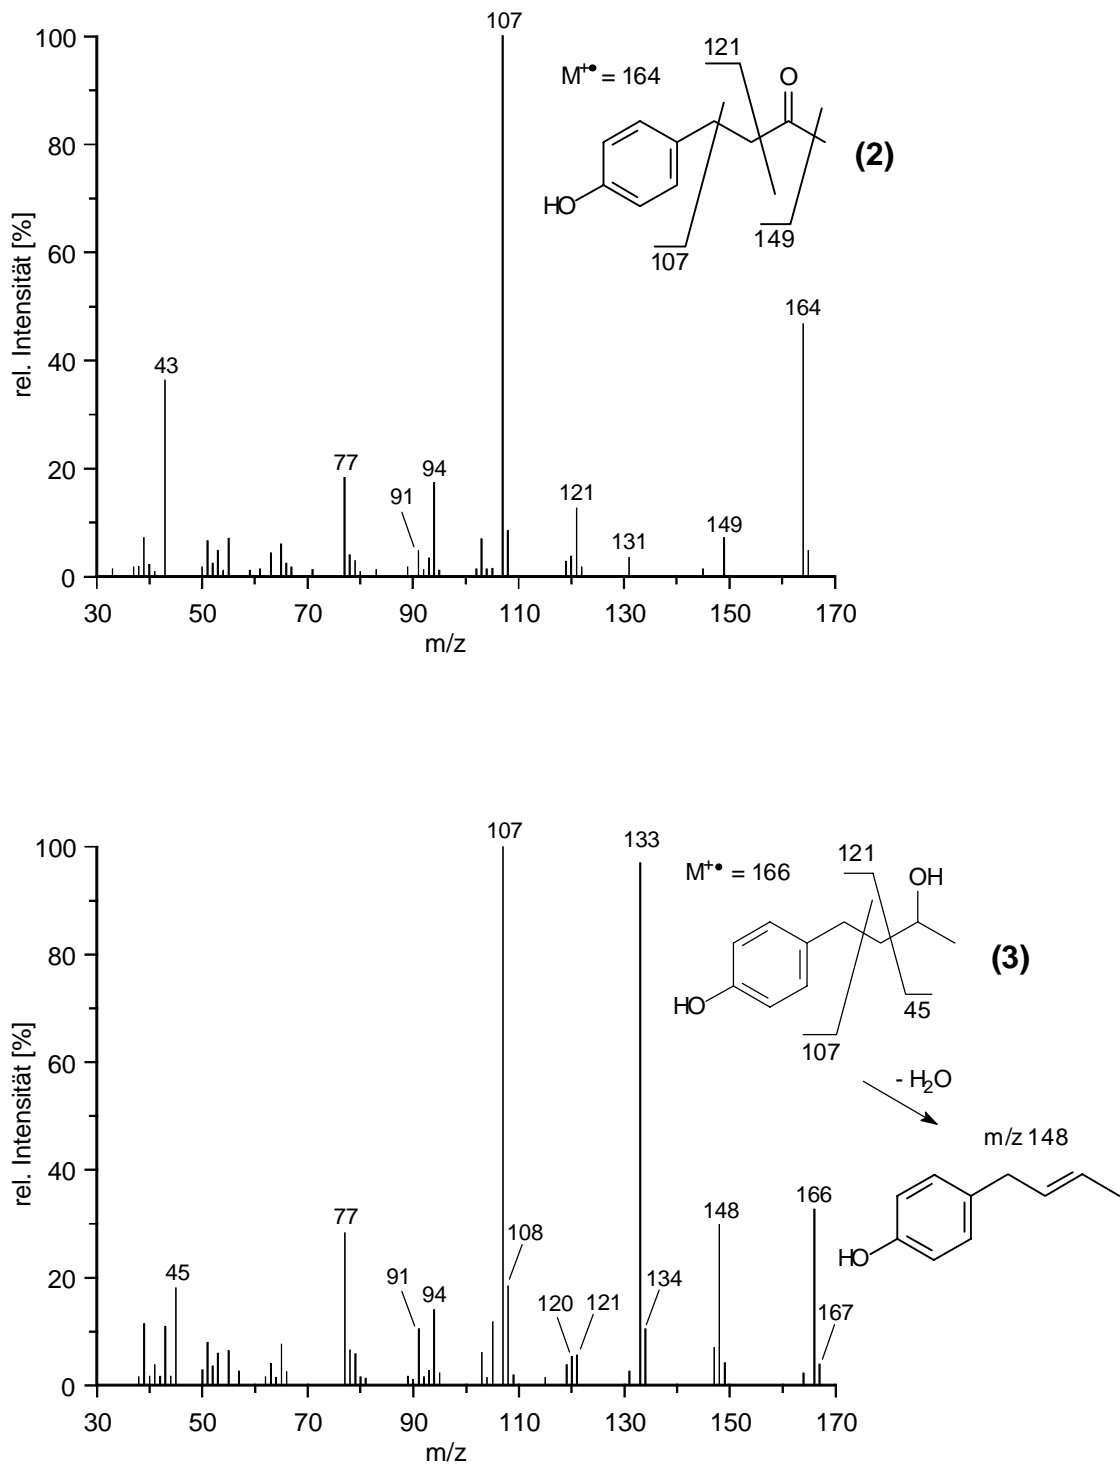 107
100
80
60
40
20
0
rel. Intensität [%]
M+• = 164
121
O
(2)
HO
149
107
164
43
77
94
91
121
131
149
30 50 70 90 110 130 150 170
m/z
107
133
100
80
60
40
20
0
rel. Intensität [%]
M+• = 166
121
OH
(3)
HO
45
107
- H2O
m/z 148
HO
166
148
77
108
45
91
94
120
121
134
167
30 50 70 90 110 130 150 170
m/z